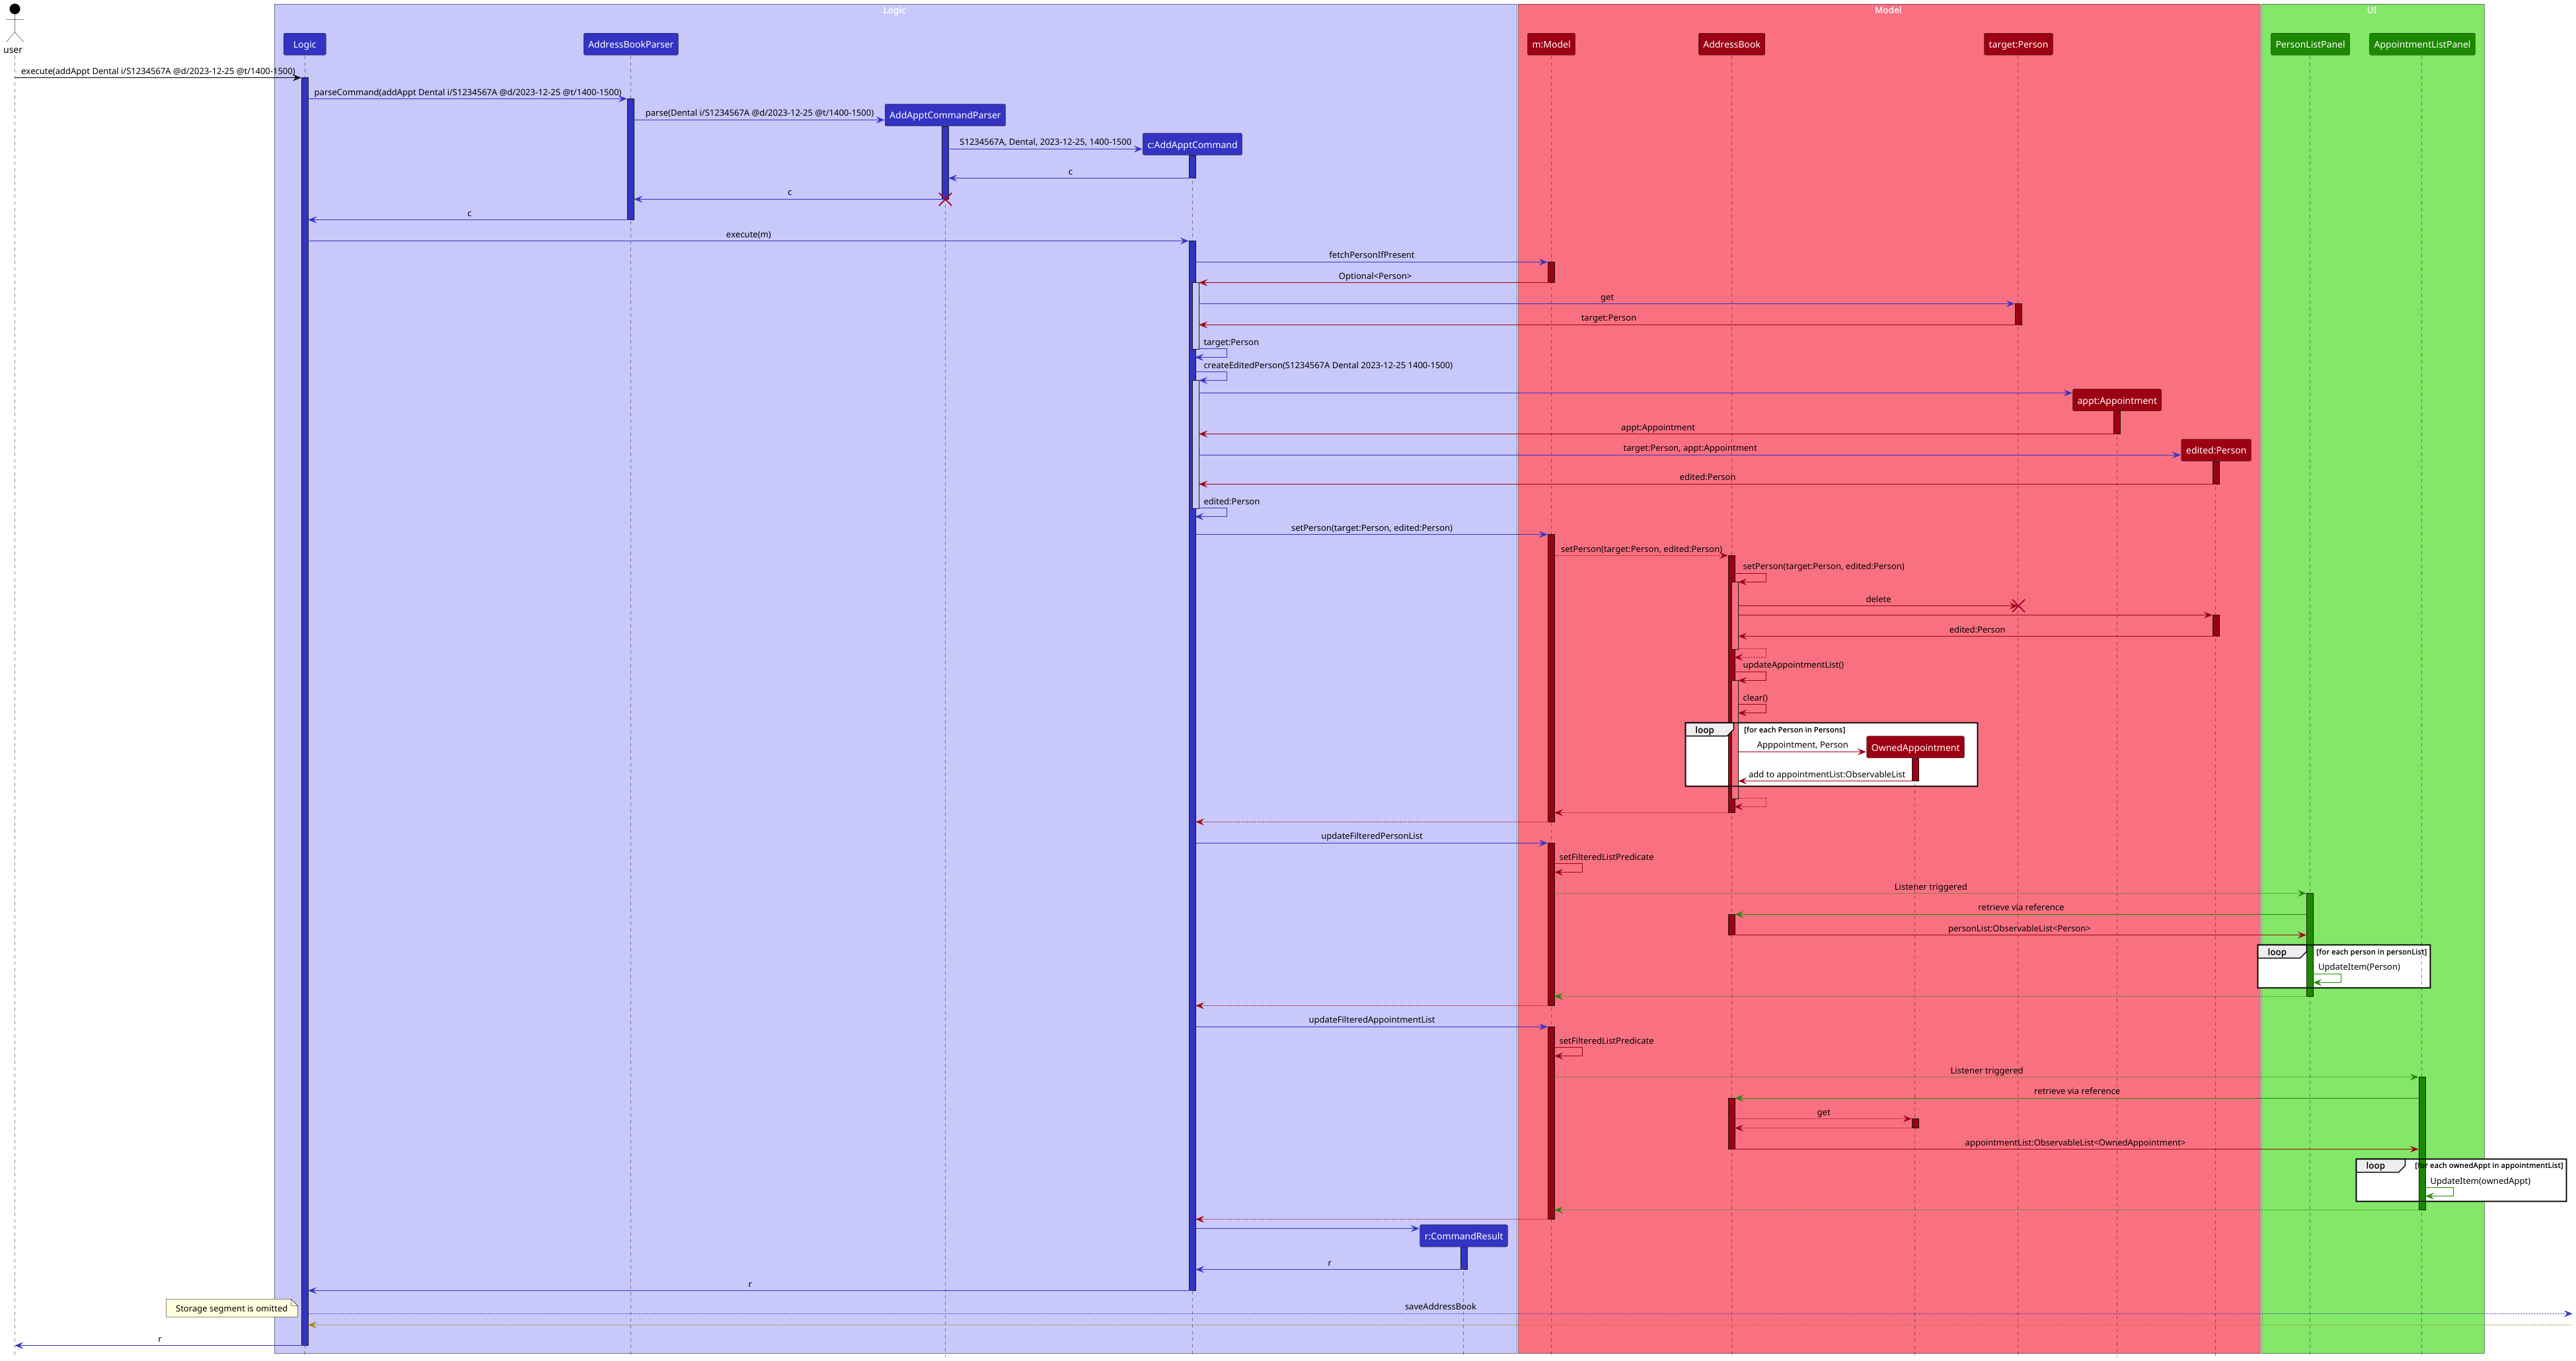 Logic
Model
UI
user
Logic
AddressBookParser
m:Model
AddressBook
target:Person
PersonListPanel
AppointmentListPanel
execute(addAppt Dental i/S1234567A @d/2023-12-25 @t/1400-1500)
parseCommand(addAppt Dental i/S1234567A @d/2023-12-25 @t/1400-1500)
parse(Dental i/S1234567A @d/2023-12-25 @t/1400-1500)
AddApptCommandParser
S1234567A, Dental, 2023-12-25, 1400-1500
c:AddApptCommand
c
c
c
execute(m)
fetchPersonIfPresent
Optional<Person>
get
target:Person
target:Person
createEditedPerson(S1234567A Dental 2023-12-25 1400-1500)
appt:Appointment
appt:Appointment
target:Person, appt:Appointment
edited:Person
edited:Person
edited:Person
setPerson(target:Person, edited:Person)
setPerson(target:Person, edited:Person)
setPerson(target:Person, edited:Person)
delete
edited:Person
updateAppointmentList()
clear()
loop [for each Person in Persons]
Apppointment, Person
OwnedAppointment
add to appointmentList:ObservableList
updateFilteredPersonList
setFilteredListPredicate
Listener triggered
retrieve via reference
personList:ObservableList<Person>
loop [for each person in personList]
UpdateItem(Person)
updateFilteredAppointmentList
setFilteredListPredicate
Listener triggered
retrieve via reference
get
appointmentList:ObservableList<OwnedAppointment>
loop [for each ownedAppt in appointmentList]
UpdateItem(ownedAppt)
r:CommandResult
r
r
Storage segment is omitted
saveAddressBook
r